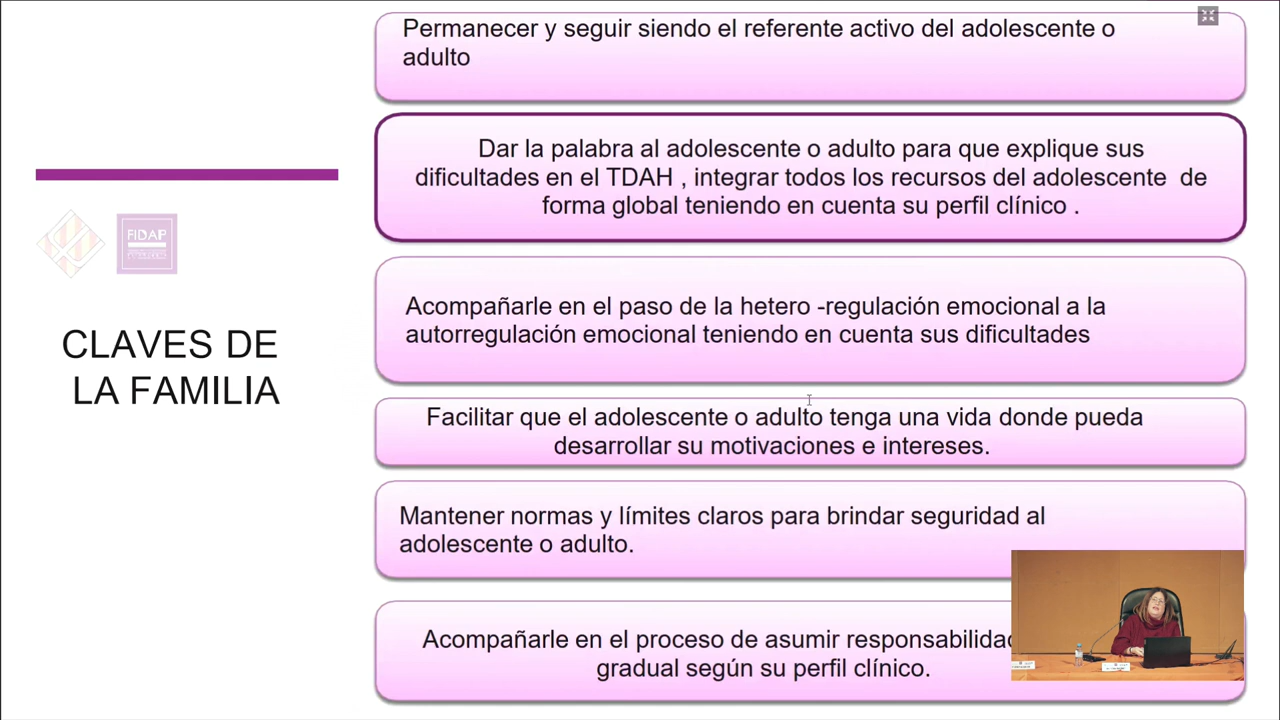 Permanecer y seguir siendo el referente activo del adolescente o
adulto
Dar la palabra al adolescente o adulto para que explique sus
dificultades en el TDAH , integrar todos los recursos del adolescente  de
forma global teniendo en cuenta su perfil clínico .
FIDAP
CLAVES DE
LA FAMILIA
Acompañarle en el paso de la hetero -regulación emocional a la
autorregulación emocional teniendo en cuenta sus dificultades
Facilitar que el adolescente o adulto tenga una vida donde pueda
desarrollar su motivaciones e intereses.
Mantener normas y límites claros para brindar seguridad al
adolescente o adulto.
Acompañarle en el proceso de asumir
gradual según su perfil clínico.